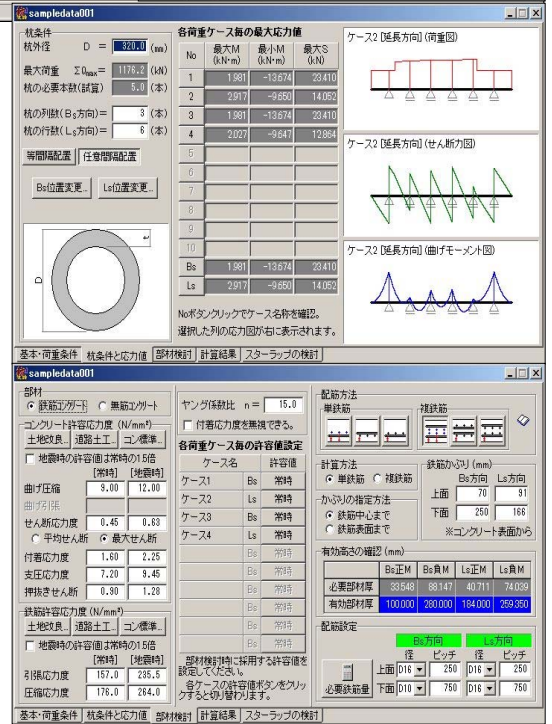 sampledata001
杭条件
杭外径 D = 320.0 (mm)
最大荷重 ΣQmax= 1176.2 (kN)
杭の必要本数(試算) 5.0 (本)
杭の列数(Bs方向)= 3 (本)
杭の行数(Ls方向)= 6 (本)
等間隔配置 任意間隔配置
Bs位置変更... Ls位置変更...
D
t
各荷重ケース毎の最大応力値
No 最大M (kN・m) 最小M (kN・m) 最大S (kN)
1 1.981 -13.674 23.410
2 2.917 -9.650 14.052
3 1.981 -13.674 23.410
4 2.027 -9.647 12.864
5
6
7
8
9
10
Bs 1.981 -13.674 23.410
Ls 2.917 -9.650 14.052
Noボタンクリックでケース名称を確認。
選択した列の応力図が右に表示されます。
ケース2 [延長方向] (荷重図)
ケース2 [延長方向] (せん断力図)
ケース2 [延長方向] (曲げモーメント図)
基本・荷重条件 杭条件と応力値 部材検討 計算結果 スターラップの検討
sampledata001
部材
鉄筋コンクリート 無筋コンクリート
コンクリート許容応力度 (N/mm²)
土地改良... 道路土工... コン標準...
地震時の許容値は常時の1.5倍
[常時] [地震時]
曲げ圧縮 9.00 12.00
曲げ引張
せん断応力度 0.45 0.63
平均せん断 最大せん断
付着応力度 1.60 2.25
支圧応力度 7.20 9.45
押抜きせん断 0.90 1.28
鉄筋許容応力度 (N/mm²)
土地改良... 道路土工... コン標準...
地震時の許容値は常時の1.5倍
[常時] [地震時]
引張応力度 157.0 235.5
圧縮応力度 176.0 264.0
ヤング係数比 n = 15.0
付着応力度を無視できる。
各荷重ケース毎の許容値設定
ケース名 許容値
ケース1 Bs 常時
ケース2 Ls 常時
ケース3 Bs 常時
ケース4 Ls 常時
Bs 常時
Ls 常時
Bs 常時
Ls 常時
Bs 常時
Ls 常時
部材検討時に採用する許容値を設定してください。
各ケースの許容値ボタンをクリックすると切り替わります。
配筋方法
単鉄筋 複鉄筋
計算方法
単鉄筋 複鉄筋
かぶりの指定方法
鉄筋中心まで
鉄筋表面まで
鉄筋かぶり (mm)
Bs方向 Ls方向
上面 70 91
下面 250 166
※コンクリート表面から
有効高さの確認 (mm)
Bs正M Bs負M Ls正M Ls負M
必要部材厚 33.548 88.147 40.711 74.039
有効部材厚 100.000 280.000 184.000 259.350
配筋設定
Bs方向 Ls方向
径 ピッチ 径 ピッチ
上面 D16 250 D16 250
必要鉄筋量 下面 D10 750 D16 750
基本・荷重条件 杭条件と応力値 部材検討 計算結果 スターラップの検討